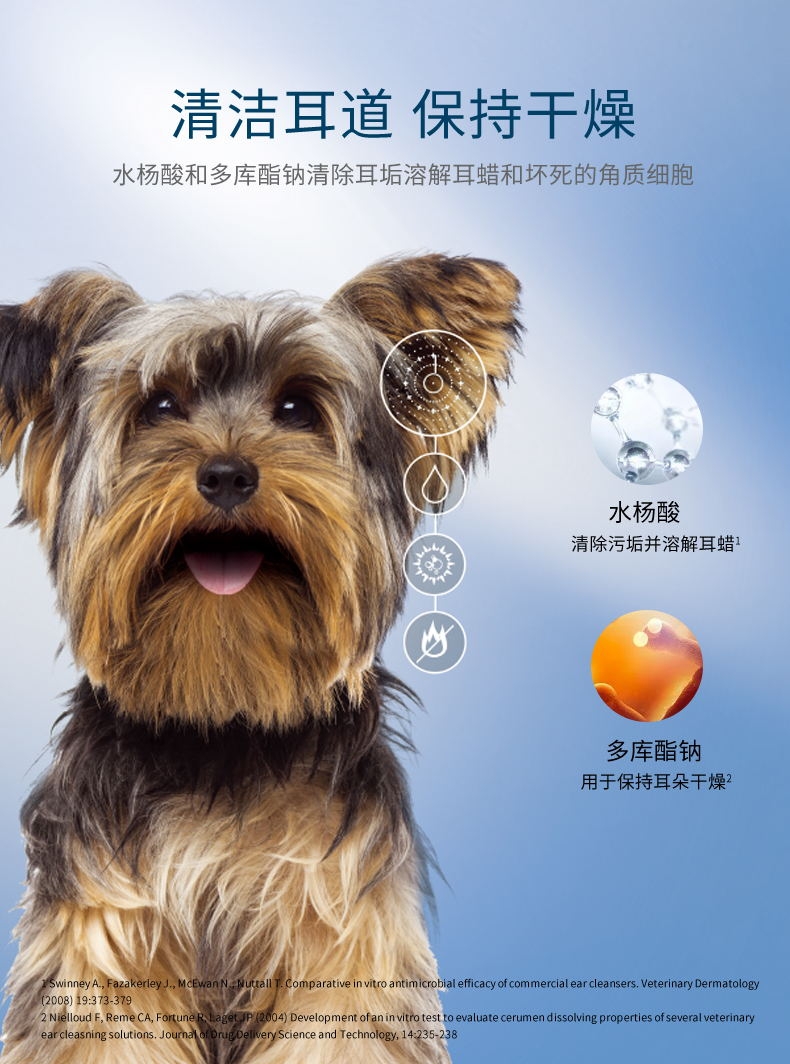 清洁耳道 保持干燥
水杨酸和多库酯钠清除耳垢溶解耳蜡和坏死的角质细胞
水杨酸
清除污垢并溶解耳蜡¹
多库酯钠
用于保持耳朵干燥²
1 Swinney A., Fazakerley J., McEwan N., Nuttall T. Comparative in vitro antimicrobial efficacy of commercial ear cleansers. Veterinary Dermatology
(2008) 19:373-379
2 Nielloud F, Reme CA, Fortune R, Laget JP (2004) Development of an in vitro test to evaluate cerumen dissolving properties of several veterinary
ear cleasning solutions. Journal of Drug Delivery Science and Technology, 14:235-238